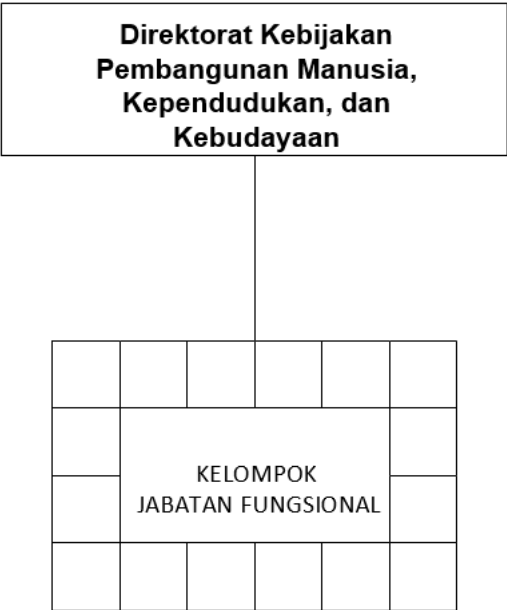 Direktorat Kebijakan
Pembangunan Manusia,
Kependudukan, dan
Kebudayaan
KELOMPOK
JABATAN FUNGSIONAL